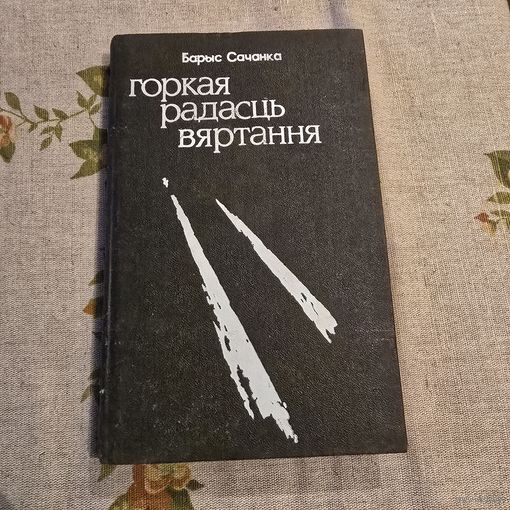 Барыс Сачанка
горкая
радасць
вяртання